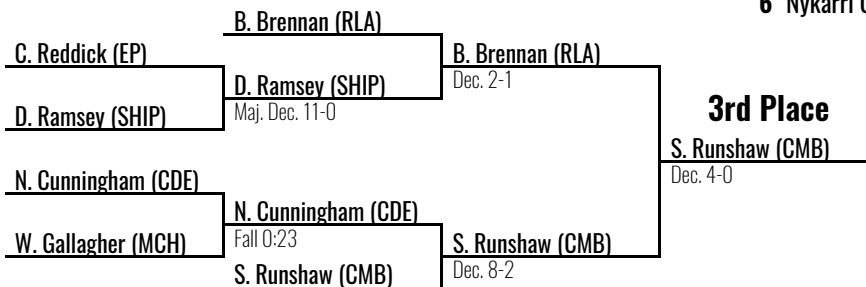 6 Nykarri
B. Brennan (RLA)
C. Reddick (EP)
B. Brennan (RLA)
D. Ramsey (SHIP)
Dec. 2-1
Maj. Dec. 11-0
D. Ramsey (SHIP)
3rd Place
S. Runshaw (CMB)
Dec. 4-0
N. Cunningham (CDE)
N. Cunningham (CDE)
Fall 0:23
W. Gallagher (MCH)
S. Runshaw (CMB)
Dec. 8-2
S. Runshaw (CMB)